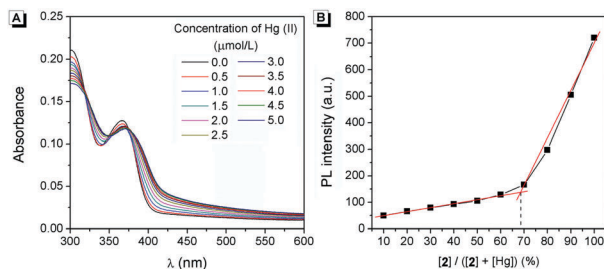 A
Concentration of Hg (II)
(μmol/L)
0.0 3.0
0.5 3.5
1.0 4.0
1.5 4.5
2.0 5.0
2.5
Absorbance
0.25
0.20
0.15
0.10
0.05
0.00
300 350 400 450 500 550 600
λ (nm)
B
PL intensity (a.u.)
800
700
600
500
400
300
200
100
0
10 20 30 40 50 60 70 80 90 100
[2] / ([2] + [Hg]) (%)